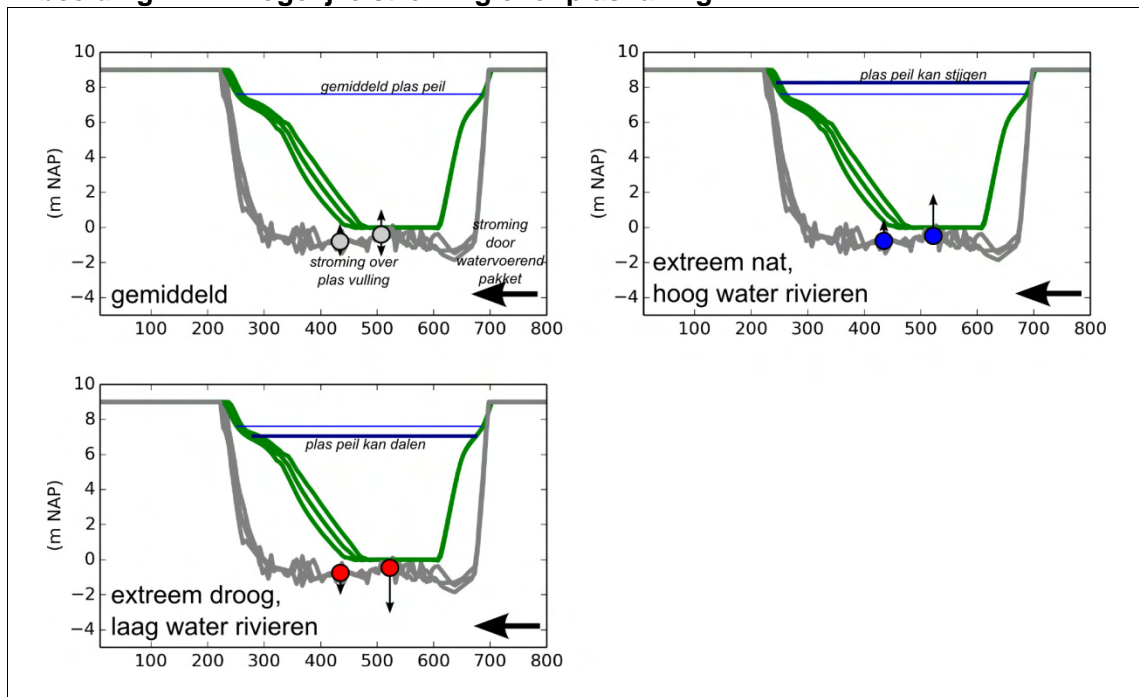 10
8
6
4
2
0
−2
−4
(m NAP)
gemiddeld plas peil
stroming over
plas vulling
stroming
door
watervoerend
pakket
gemiddeld
100 200 300 400 500 600 700 800
10
8
6
4
2
0
−2
−4
(m NAP)
plas peil kan stijgen
extreem nat,
hoog water rivieren
100 200 300 400 500 600 700 800
10
8
6
4
2
0
−2
−4
(m NAP)
plas peil kan dalen
extreem droog,
laag water rivieren
100 200 300 400 500 600 700 800